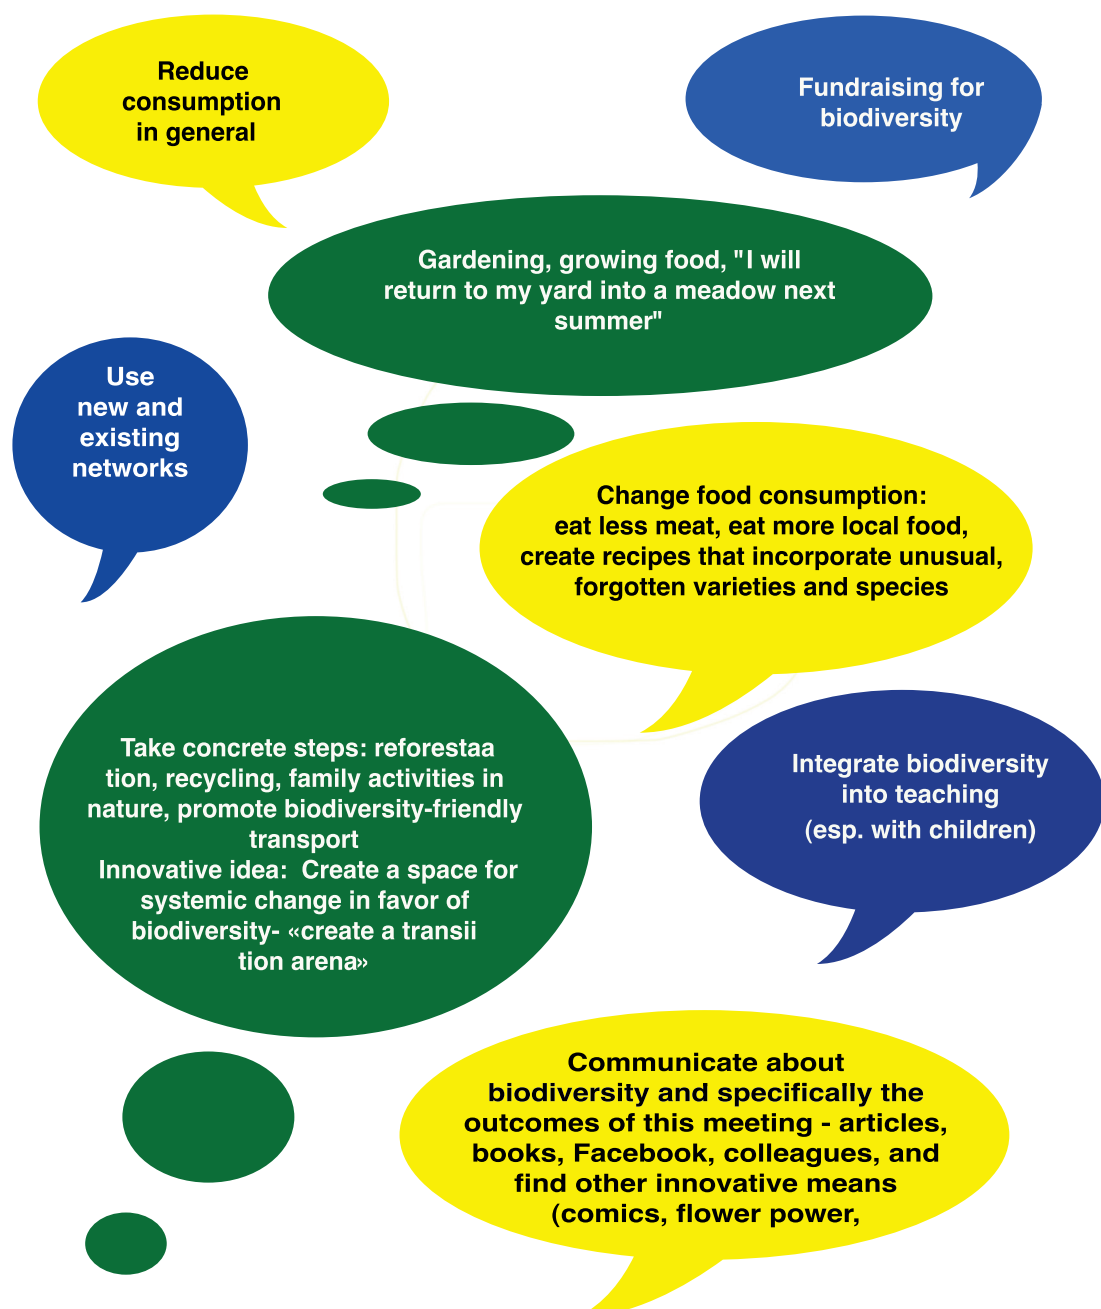 Reduce
consumption
in general
Fundraising for
biodiversity
Gardening, growing food, "I will
return to my yard into a meadow next
summer"
Use
new and
existing
networks
Change food consumption:
eat less meat, eat more local food,
create recipes that incorporate unusual,
forgotten varieties and species
Take concrete steps: reforestaa
tion, recycling, family activities in
nature, promote biodiversity-friendly
transport
Innovative idea:  Create a space for
systemic change in favor of
biodiversity- «create a transii
tion arena»
Integrate biodiversity
into teaching
(esp. with children)
Communicate about
biodiversity and specifically the
outcomes of this meeting - articles,
books, Facebook, colleagues, and
find other innovative means
(comics, flower power,